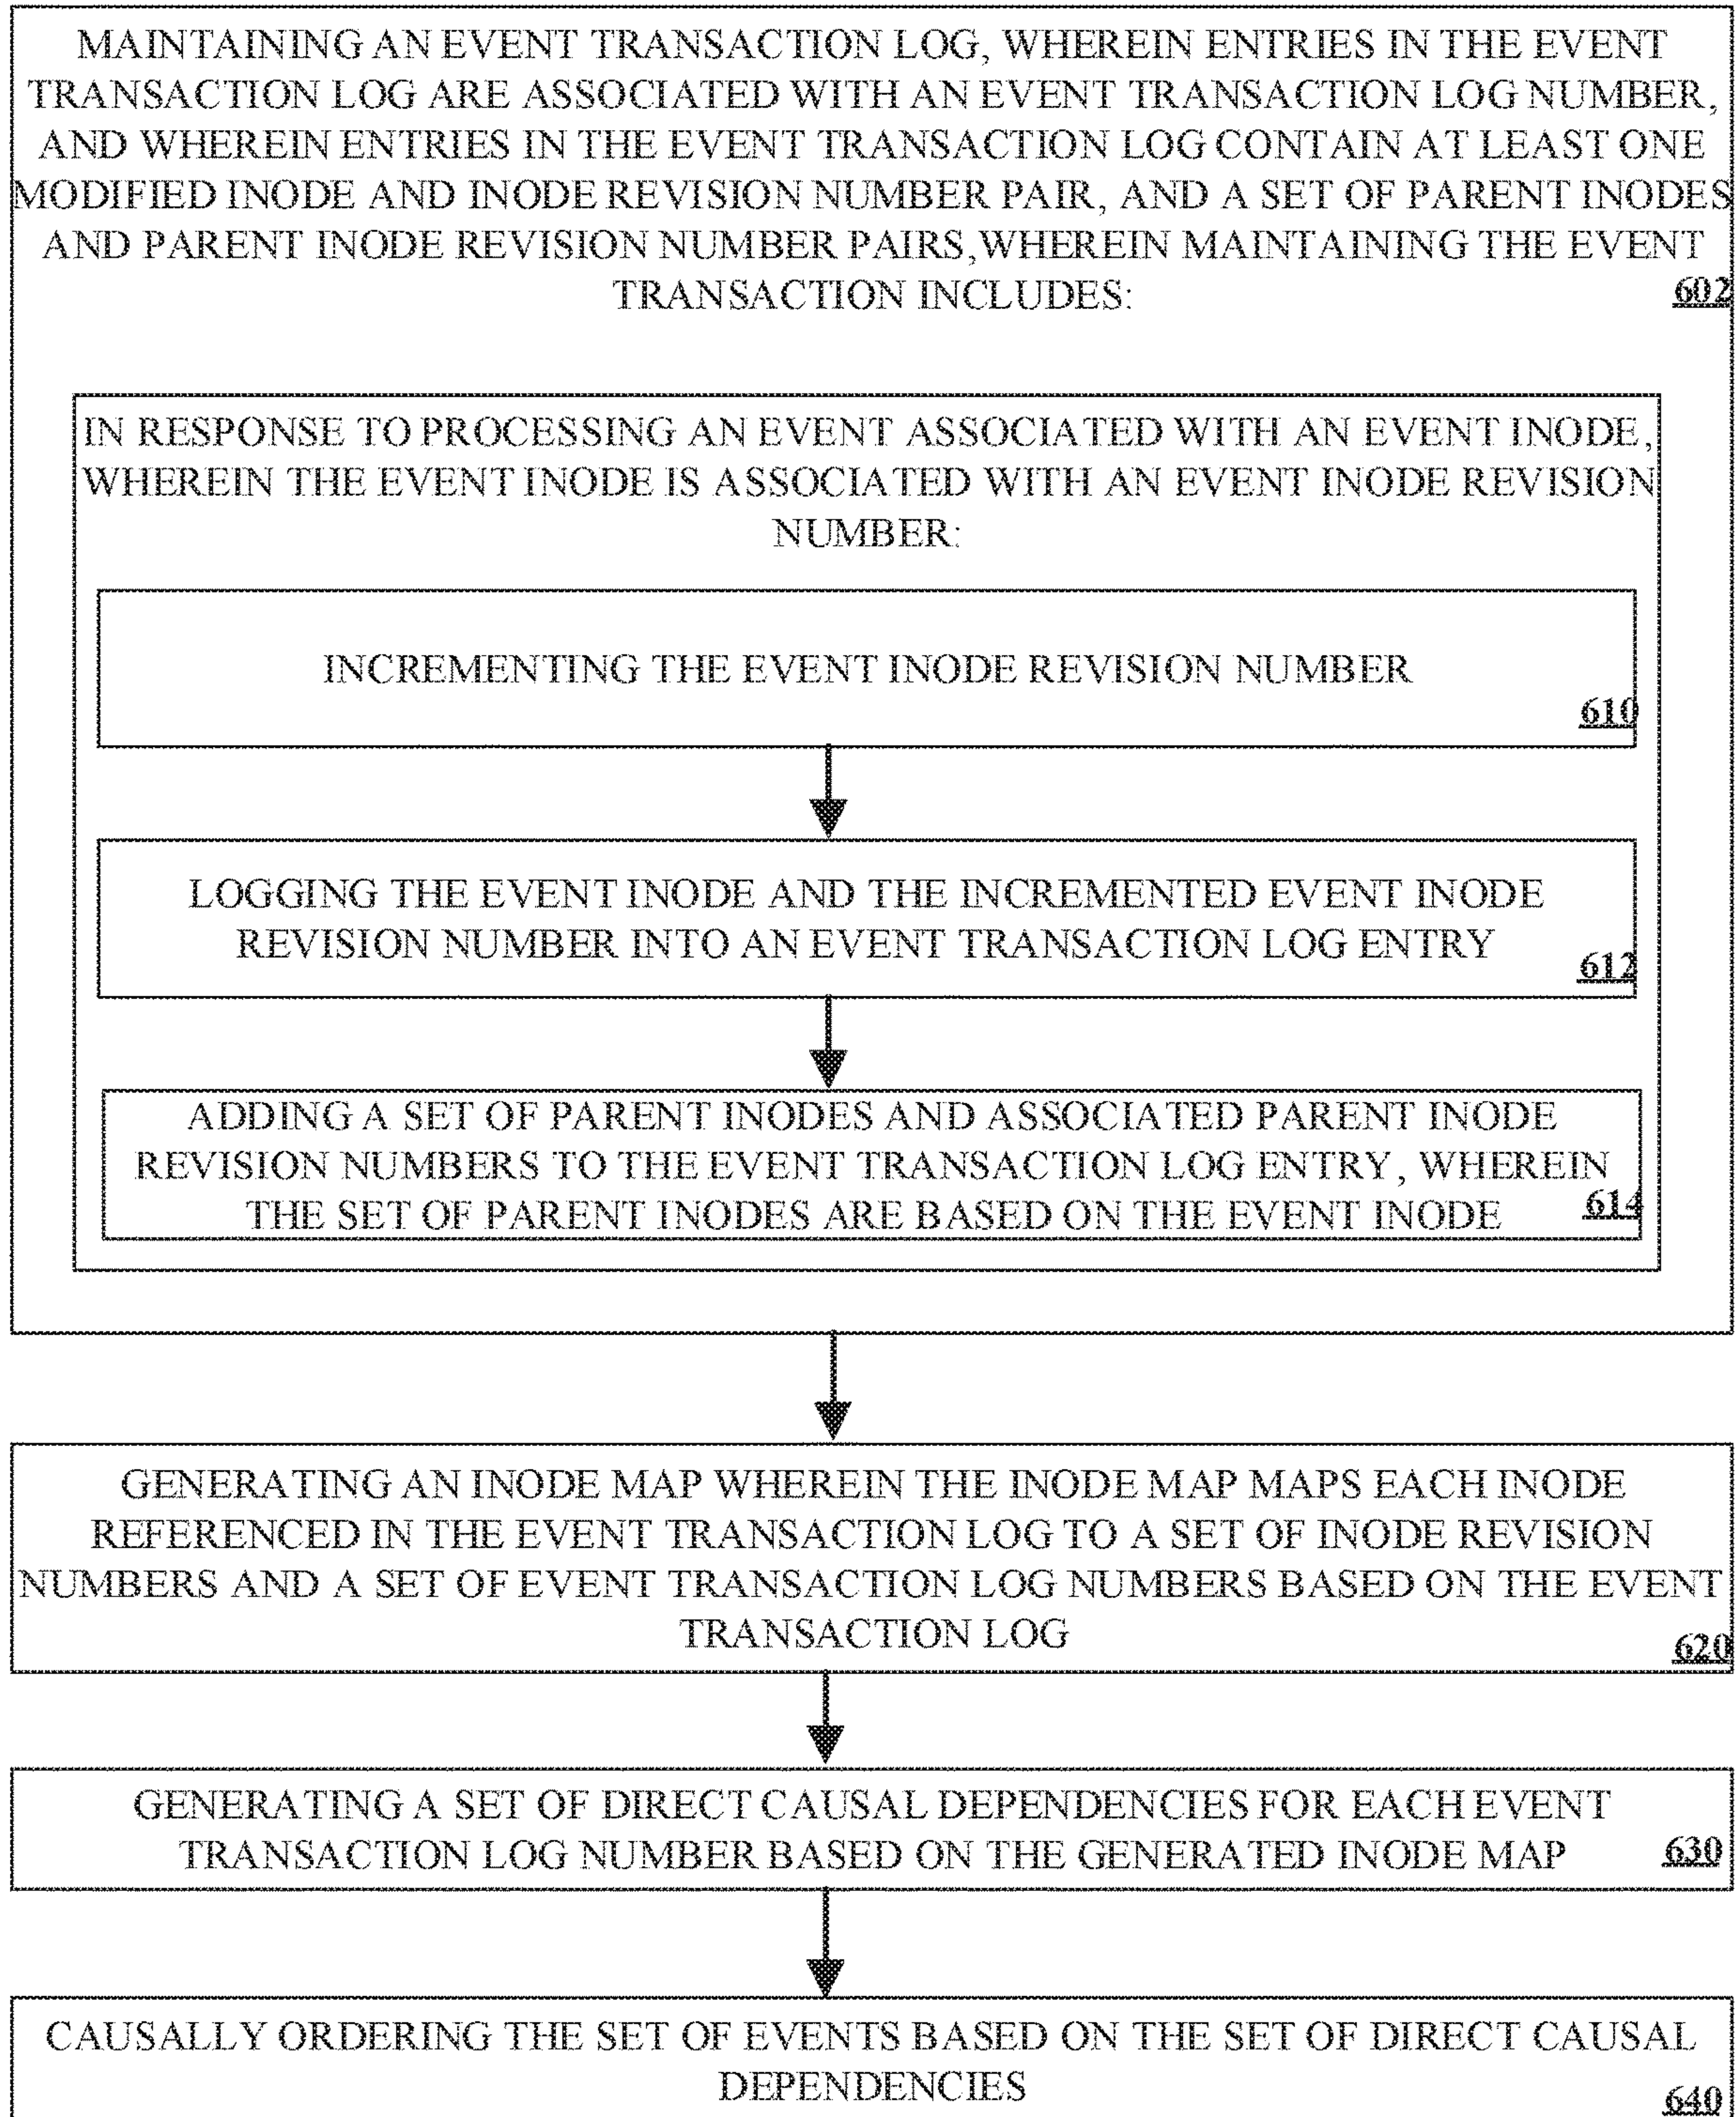 MAINTAINING AN EVENT TRANSACTION LOG, WHEREIN ENTRIES IN THE EVENT
TRANSACTION LOG ARE ASSOCIATED WITH AN EVENT TRANSACTION LOG NUMBER,
AND WHEREIN ENTRIES IN THE EVENT TRANSACTION LOG CONTAIN AT LEAST ONE
MODIFIED INODE AND INODE REVISION NUMBER PAIR, AND A SET OF PARENT INODES
AND PARENT INODE REVISION NUMBER PAIRS,WHEREIN MAINTAINING THE EVENT
TRANSACTION INCLUDES:
602
IN RESPONSE TO PROCESSING AN EVENT ASSOCIATED WITH AN EVENT INODE,
WHEREIN THE EVENT INODE IS ASSOCIATED WITH AN EVENT INODE REVISION
NUMBER:
INCREMENTING THE EVENT INODE REVISION NUMBER
610
LOGGING THE EVENT INODE AND THE INCREMENTED EVENT INODE
REVISION NUMBER INTO AN EVENT TRANSACTION LOG ENTRY
612
ADDING A SET OF PARENT INODES AND ASSOCIATED PARENT INODE
REVISION NUMBERS TO THE EVENT TRANSACTION LOG ENTRY, WHEREIN
THE SET OF PARENT INODES ARE BASED ON THE EVENT INODE
614
GENERATING AN INODE MAP WHEREIN THE INODE MAP MAPS EACH INODE
REFERENCED IN THE EVENT TRANSACTION LOG TO A SET OF INODE REVISION
NUMBERS AND A SET OF EVENT TRANSACTION LOG NUMBERS BASED ON THE EVENT
TRANSACTION LOG
620
GENERATING A SET OF DIRECT CAUSAL DEPENDENCIES FOR EACH EVENT
TRANSACTION LOG NUMBER BASED ON THE GENERATED INODE MAP
630
CAUSALLY ORDERING THE SET OF EVENTS BASED ON THE SET OF DIRECT CAUSAL
DEPENDENCIES
640